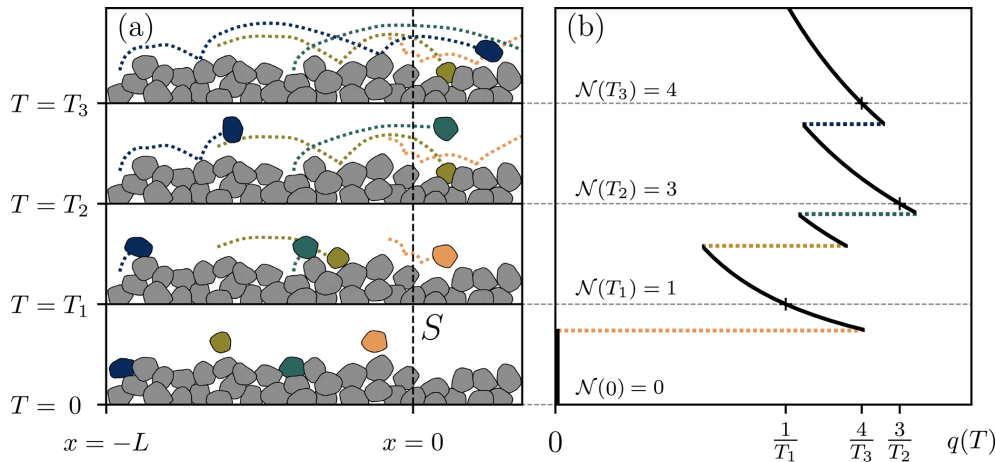 (a)
T = T₃
T = T₂
T = T₁
T = 0
S
x = −L
x = 0
(b)
𝒩(T₃) = 4
𝒩(T₂) = 3
𝒩(T₁) = 1
𝒩(0) = 0
0
1/T₁
4/T₃
3/T₂
q(T)